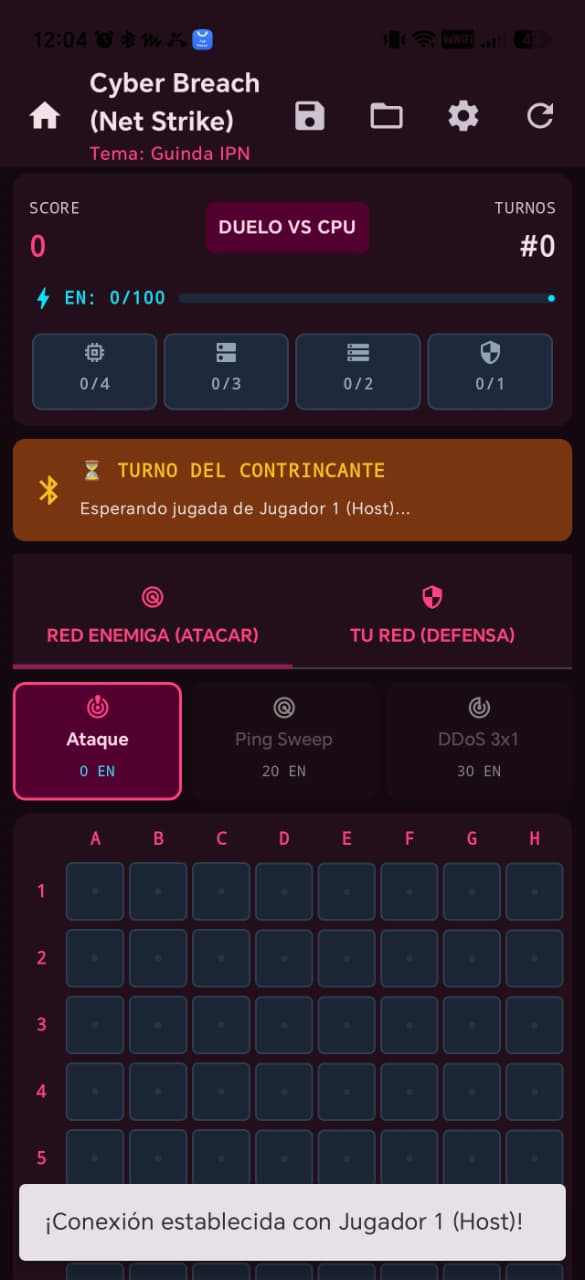 12:04
VoWiFi
4
Cyber Breach
(Net Strike)
Tema: Guinda IPN
SCORE
0
DUELO VS CPU
TURNOS
#0
EN: 0/100
0/4
0/3
0/2
0/1
⏳ TURNO DEL CONTRINCANTE
Esperando jugada de Jugador 1 (Host)...
RED ENEMIGA (ATACAR)
TU RED (DEFENSA)
Ataque
0 EN
Ping Sweep
20 EN
DDoS 3x1
30 EN
A B C D E F G H
1
2
3
4
5
¡Conexión establecida con Jugador 1 (Host)!